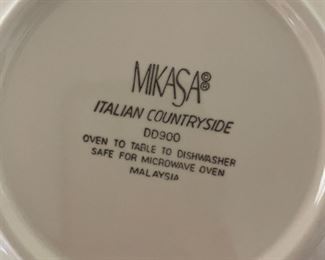 MIKASA®
ITALIAN COUNTRYSIDE
DD900
OVEN TO TABLE TO DISHWASHER
SAFE FOR MICROWAVE OVEN
MALAYSIA